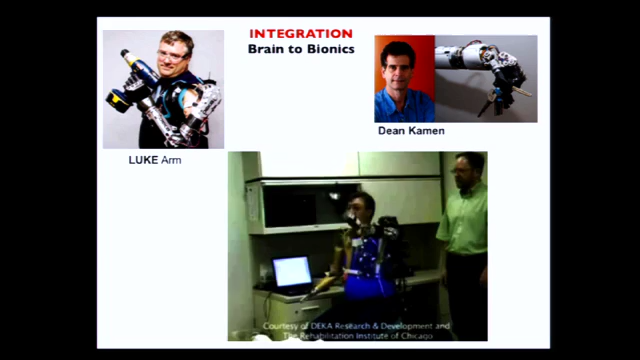 INTEGRATION
Brain to Bionics
Dean Kamen
LUKE Arm
Courtesy of DEKA Research & Development and
The Rehabilitation Institute of Chicago